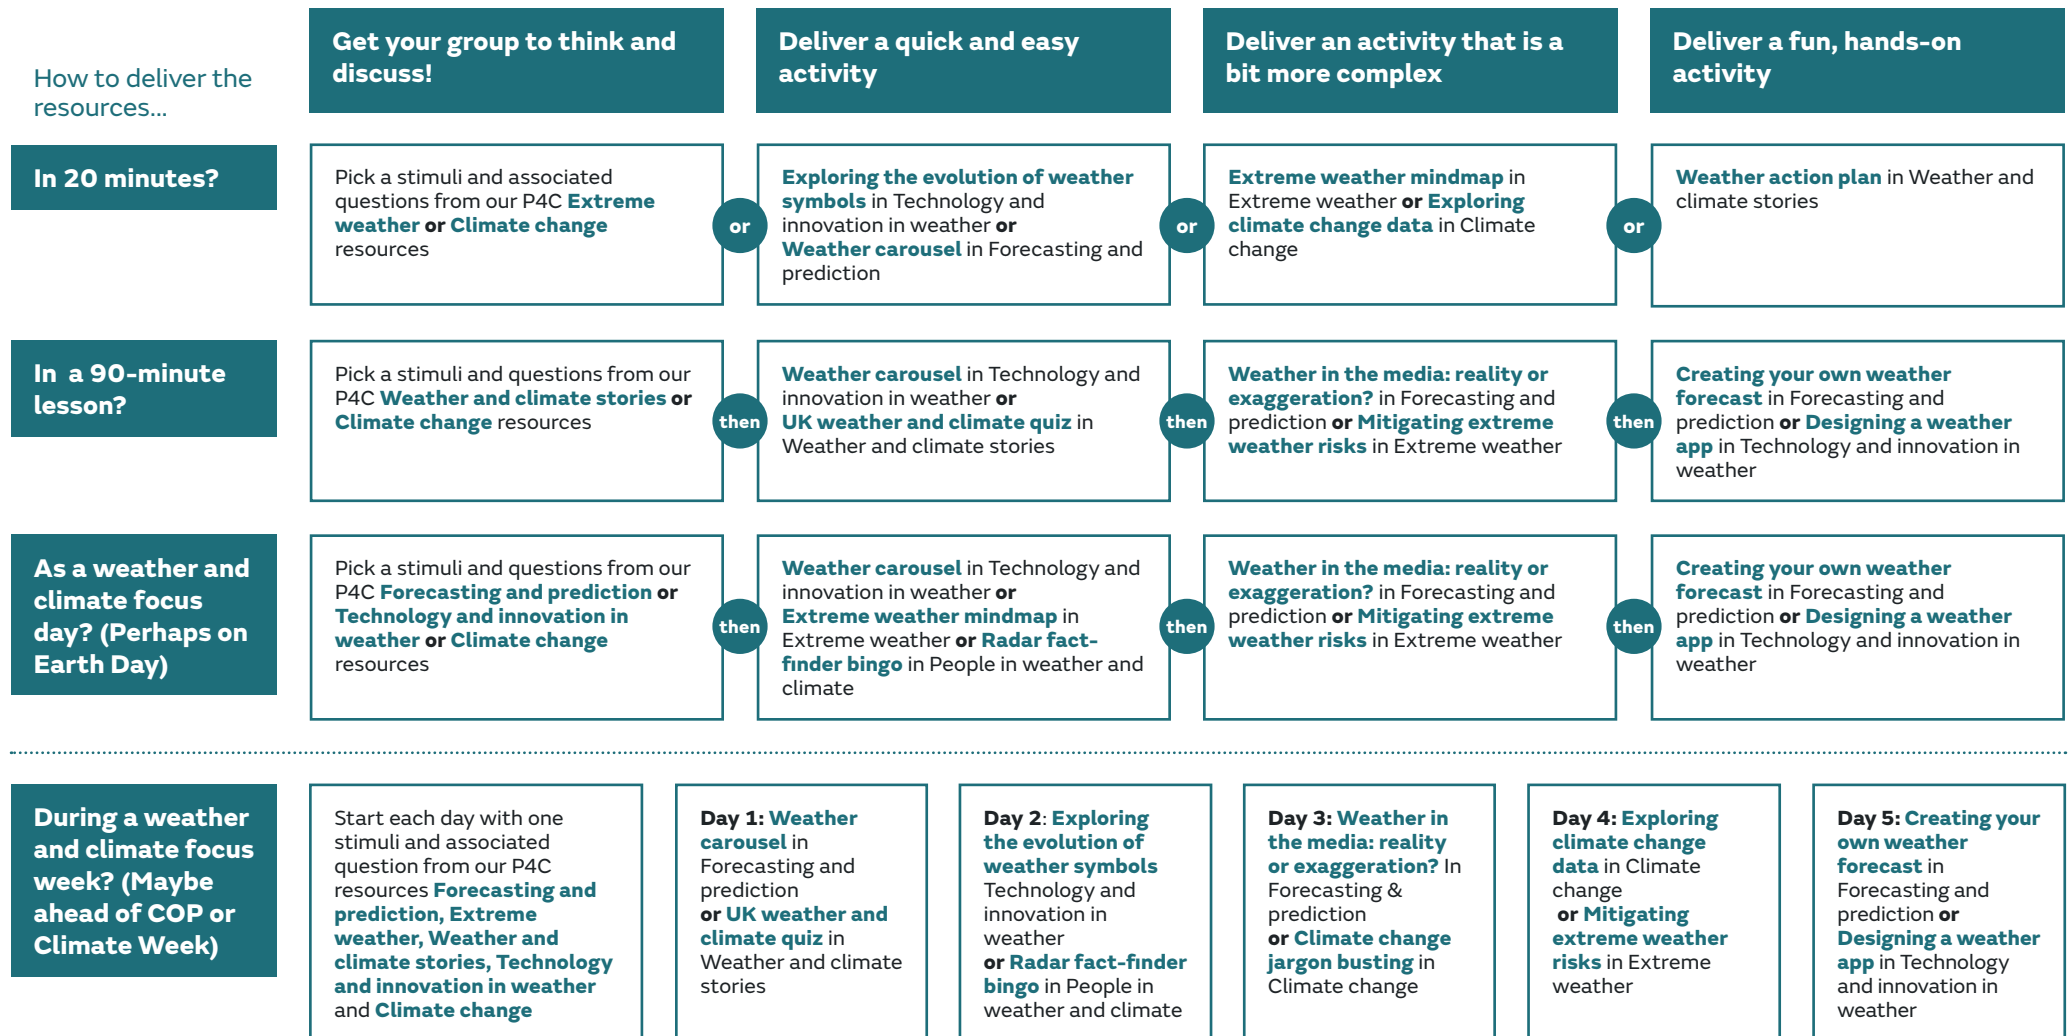 How to deliver the
resources...
Get your group to think and
discuss!
Deliver a quick and easy
activity
Deliver an activity that is a
bit more complex
Deliver a fun, hands-on
activity
In 20 minutes?
Pick a stimuli and associated
questions from our P4C Extreme
weather or Climate change
resources
or
Exploring the evolution of weather
symbols in Technology and
innovation in weather or
Weather carousel in Forecasting and
prediction
or
Extreme weather mindmap in
Extreme weather or Exploring
climate change data in Climate
change
or
Weather action plan in Weather and
climate stories
In a 90-minute
lesson?
Pick a stimuli and questions from our
P4C Weather and climate stories or
Climate change resources
then
Weather carousel in Technology and
innovation in weather or
UK weather and climate quiz in
Weather and climate stories
then
Weather in the media: reality or
exaggeration? in Forecasting and
prediction or Mitigating extreme
weather risks in Extreme weather
then
Creating your own weather
forecast in Forecasting and
prediction or Designing a weather
app in Technology and innovation in
weather
As a weather and
climate focus
day? (Perhaps on
Earth Day)
Pick a stimuli and questions from our
P4C Forecasting and prediction or
Technology and innovation in
weather or Climate change
resources
then
Weather carousel in Technology and
innovation in weather or
Extreme weather mindmap in
Extreme weather or Radar fact-
finder bingo in People in weather and
climate
then
Weather in the media: reality or
exaggeration? in Forecasting and
prediction or Mitigating extreme
weather risks in Extreme weather
then
Creating your own weather
forecast in Forecasting and
prediction or Designing a weather
app in Technology and innovation in
weather
During a weather
and climate focus
week? (Maybe
ahead of COP or
Climate Week)
Start each day with one
stimuli and associated
question from our P4C
resources Forecasting and
prediction, Extreme
weather, Weather and
climate stories, Technology
and innovation in weather
and Climate change
Day 1: Weather
carousel in
Forecasting and
prediction
or UK weather and
climate quiz in
Weather and climate
stories
Day 2: Exploring
the evolution of
weather symbols
Technology and
innovation in
weather
or Radar fact-finder
bingo in People in
weather and climate
Day 3: Weather in
the media: reality
or exaggeration? In
Forecasting &
prediction
or Climate change
jargon busting in
Climate change
Day 4: Exploring
climate change
data in Climate
change
or Mitigating
extreme weather
risks in Extreme
weather
Day 5: Creating your
own weather
forecast in
Forecasting and
prediction or
Designing a weather
app in Technology
and innovation in
weather